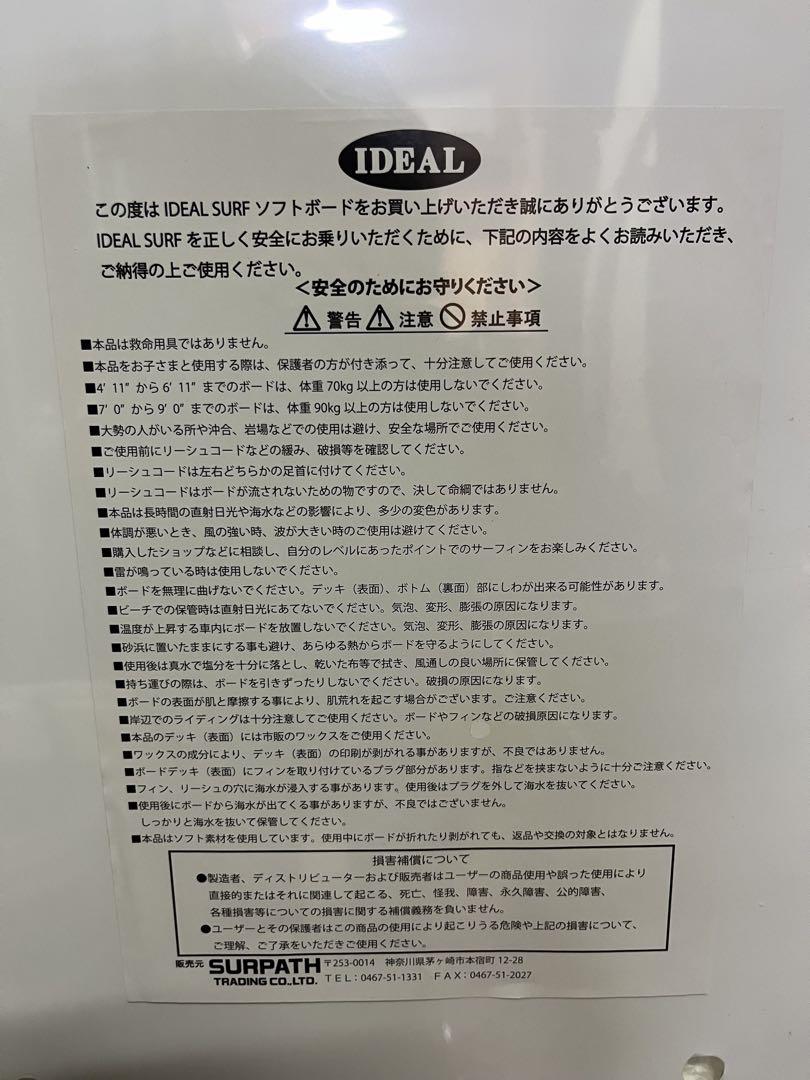 IDEAL
この度は IDEAL SURF ソフトボードをお買い上げいただき誠にありがとうございます。
IDEAL SURF を正しく安全にお乗りいただくために、下記の内容をよくお読みいただき、
ご納得の上ご使用ください。
＜安全のためにお守りください＞
警告 注意 禁止事項
■本品は救命用具ではありません。
■本品をお子さまと使用する際は、保護者の方が付き添って、十分注意してご使用ください。
■4' 11" から 6' 11" までのボードは、体重 70kg 以上の方は使用しないでください。
■7' 0" から 9' 0" までのボードは、体重 90kg 以上の方は使用しないでください。
■大勢の人がいる所や沖合、岩場などでの使用は避け、安全な場所でご使用ください。
■ご使用前にリーシュコードなどの緩み、破損等を確認してください。
■リーシュコードは左右どちらかの足首に付けてください。
■リーシュコードはボードが流されないための物ですので、決して命綱ではありません。
■本品は長時間の直射日光や海水などの影響により、多少の変色があります。
■体調が悪いとき、風の強い時、波が大きい時のご使用は避けてください。
■購入したショップなどに相談し、自分のレベルにあったポイントでのサーフィンをお楽しみください。
■雷が鳴っている時は使用しないでください。
■ボードを無理に曲げないでください。デッキ（表面）、ボトム（裏面）部にしわが出来る可能性があります。
■ビーチでの保管時は直射日光にあてないでください。気泡、変形、膨張の原因になります。
■温度が上昇する車内にボードを放置しないでください。気泡、変形、膨張の原因になります。
■砂浜に置いたままにする事も避け、あらゆる熱からボードを守るようにしてください。
■使用後は真水で塩分を十分に落とし、乾いた布等で拭き、風通しの良い場所に保管してください。
■持ち運びの際は、ボードを引きずったりしないでください。破損の原因になります。
■ボードの表面が肌と摩擦する事により、肌荒れを起こす場合がございます。ご注意ください。
■岸辺でのライディングは十分注意してご使用ください。ボードやフィンなどの破損原因になります。
■本品のデッキ（表面）には市販のワックスをご使用ください。
■ワックスの成分により、デッキ（表面）の印刷が剥がれる事がありますが、不良ではありません。
■ボードデッキ（表面）にフィンを取り付けているプラグ部分があります。指などを挟まないように十分ご注意ください。
■フィン、リーシュの穴に海水が浸入する事があります。使用後はプラグを外して海水を抜いてください。
■使用後にボードから海水が出てくる事がありますが、不良ではございません。
しっかりと海水を抜いて保管してください。
■本品はソフト素材を使用しています。使用中にボードが折れたり剥がれても、返品や交換の対象とはなりません。
損害補償について
●製造者、ディストリビューターおよび販売者はユーザーの商品使用や誤った使用により
直接的またはそれに関連して起こる、死亡、怪我、障害、永久障害、公的障害、
各種損害等についての損害に関する補償義務を負いません。
●ユーザーとその保護者はこの商品の使用により起こりうる危険や上記の損害について、
ご理解、ご了承をいただきご使用ください。
販売元 SURPATH 〒253-0014 神奈川県茅ヶ崎市本宿町 12-28
TRADING CO.,LTD. TEL：0467-51-1331 FAX：0467-51-2027